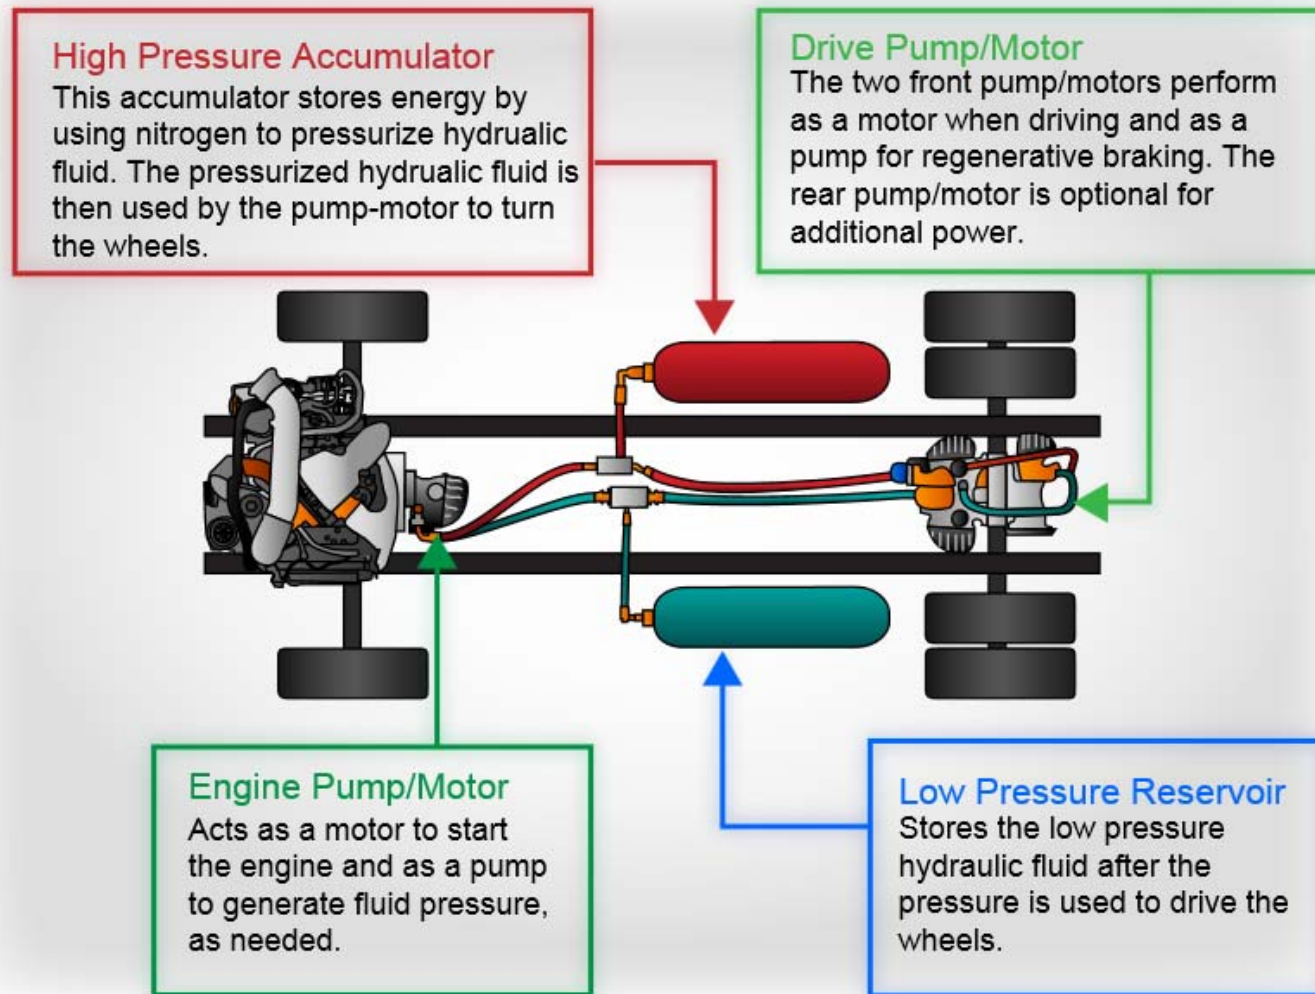 High Pressure Accumulator
This accumulator stores energy by
using nitrogen to pressurize hydrualic
fluid. The pressurized hydrualic fluid is
then used by the pump-motor to turn
the wheels.
Drive Pump/Motor
The two front pump/motors perform
as a motor when driving and as a
pump for regenerative braking. The
rear pump/motor is optional for
additional power.
Engine Pump/Motor
Acts as a motor to start
the engine and as a pump
to generate fluid pressure,
as needed.
Low Pressure Reservoir
Stores the low pressure
hydraulic fluid after the
pressure is used to drive the
wheels.